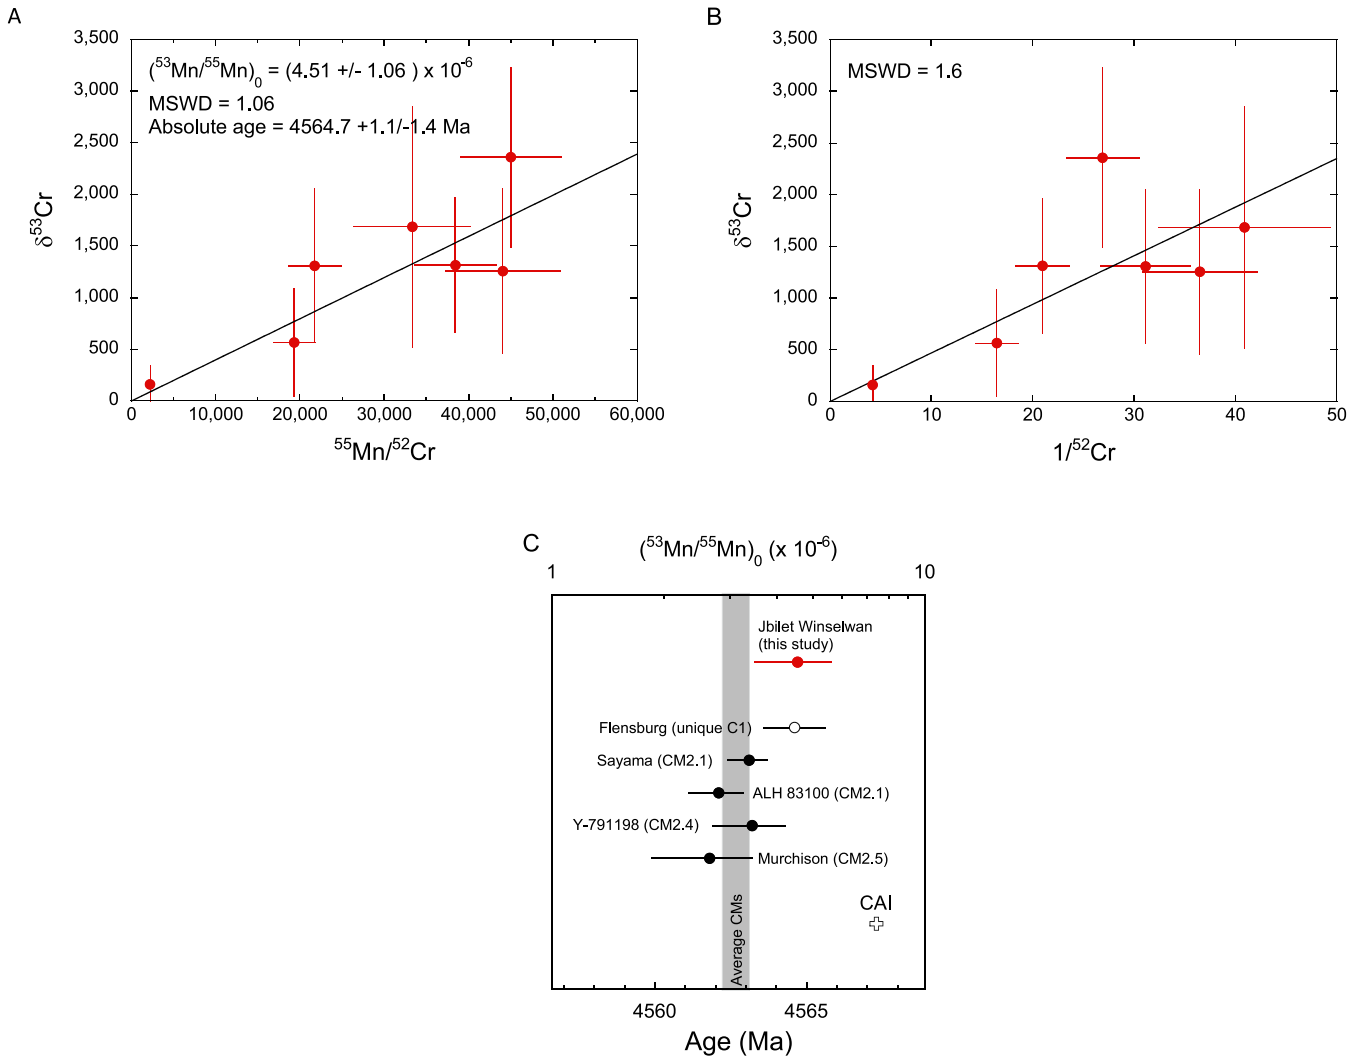 A
3,500
3,000
2,500
2,000
1,500
1,000
500
0
δ⁵³Cr
(⁵³Mn/⁵⁵Mn)₀ = (4.51 +/- 1.06 ) x 10⁻⁶
MSWD = 1.06
Absolute age = 4564.7 +1.1/-1.4 Ma
0 10,000 20,000 30,000 40,000 50,000 60,000
⁵⁵Mn/⁵²Cr
B
3,500
3,000
2,500
2,000
1,500
1,000
500
0
δ⁵³Cr
MSWD = 1.6
0 10 20 30 40 50
1/⁵²Cr
C
(⁵³Mn/⁵⁵Mn)₀ (x 10⁻⁶)
1 10
Jbilet Winselwan
(this study)
Flensburg (unique C1)
Sayama (CM2.1)
ALH 83100 (CM2.1)
Y-791198 (CM2.4)
Murchison (CM2.5)
CAI
Average CMs
4560 4565
Age (Ma)